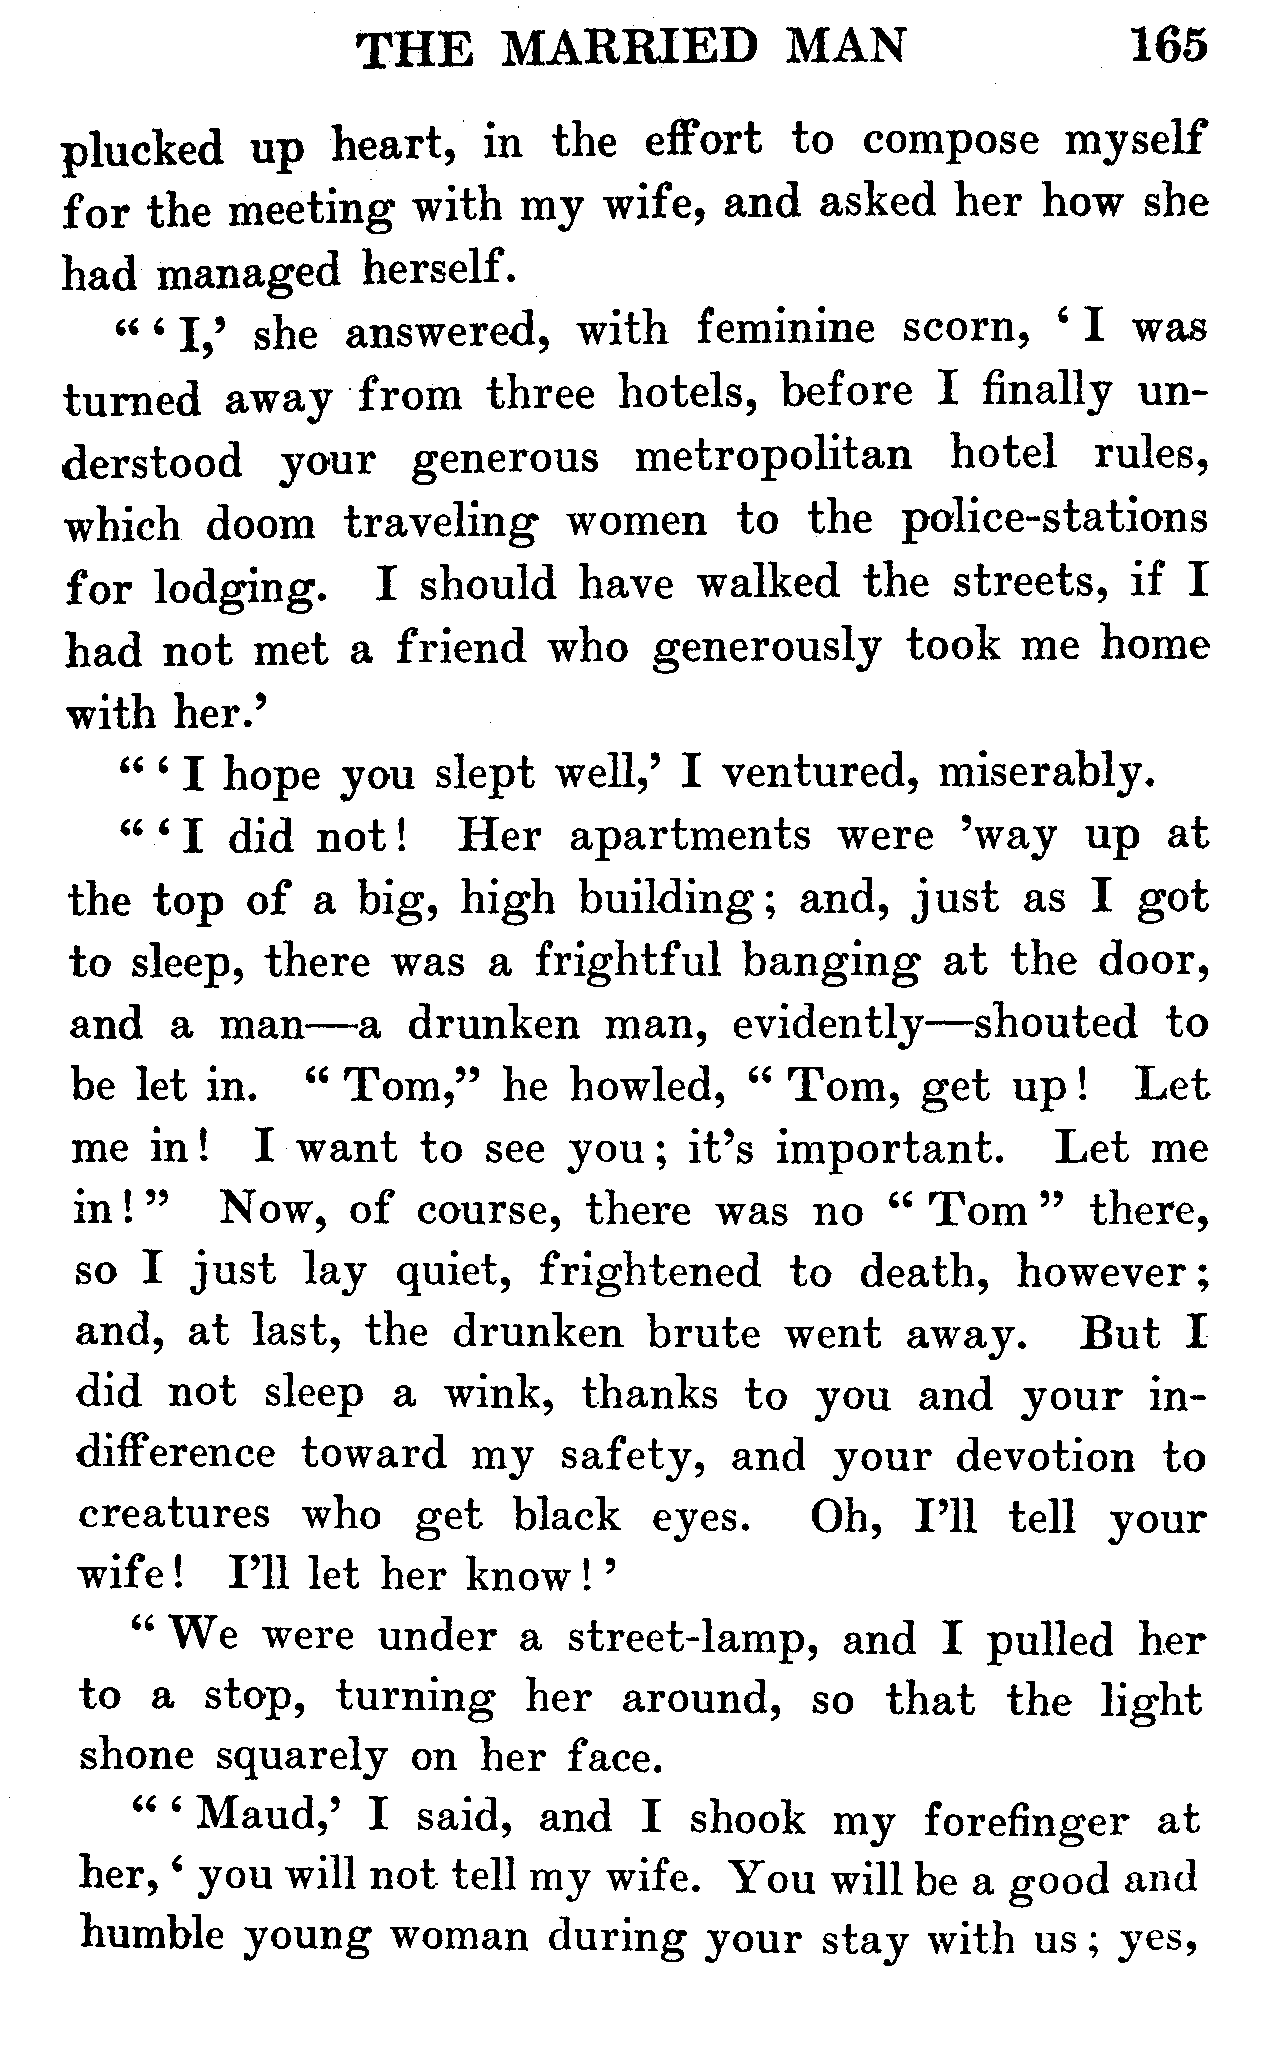 THE MARRIED MAN 165
plucked up heart, in the effort to compose myself
for the meeting with my wife, and asked her how she
had managed herself.
“‘I,’ she answered, with feminine scorn, ‘I was
turned away from three hotels, before I finally un-
derstood your generous metropolitan hotel rules,
which doom traveling women to the police-stations
for lodging. I should have walked the streets, if I
had not met a friend who generously took me home
with her.’
“‘I hope you slept well,’ I ventured, miserably.
“‘I did not! Her apartments were ’way up at
the top of a big, high building; and, just as I got
to sleep, there was a frightful banging at the door,
and a man—a drunken man, evidently—shouted to
be let in. “Tom,” he howled, “Tom, get up! Let
me in! I want to see you; it’s important. Let me
in!” Now, of course, there was no “Tom” there,
so I just lay quiet, frightened to death, however;
and, at last, the drunken brute went away. But I
did not sleep a wink, thanks to you and your in-
difference toward my safety, and your devotion to
creatures who get black eyes. Oh, I’ll tell your
wife! I’ll let her know!’
“We were under a street-lamp, and I pulled her
to a stop, turning her around, so that the light
shone squarely on her face.
“‘Maud,’ I said, and I shook my forefinger at
her, ‘you will not tell my wife. You will be a good and
humble young woman during your stay with us; yes,